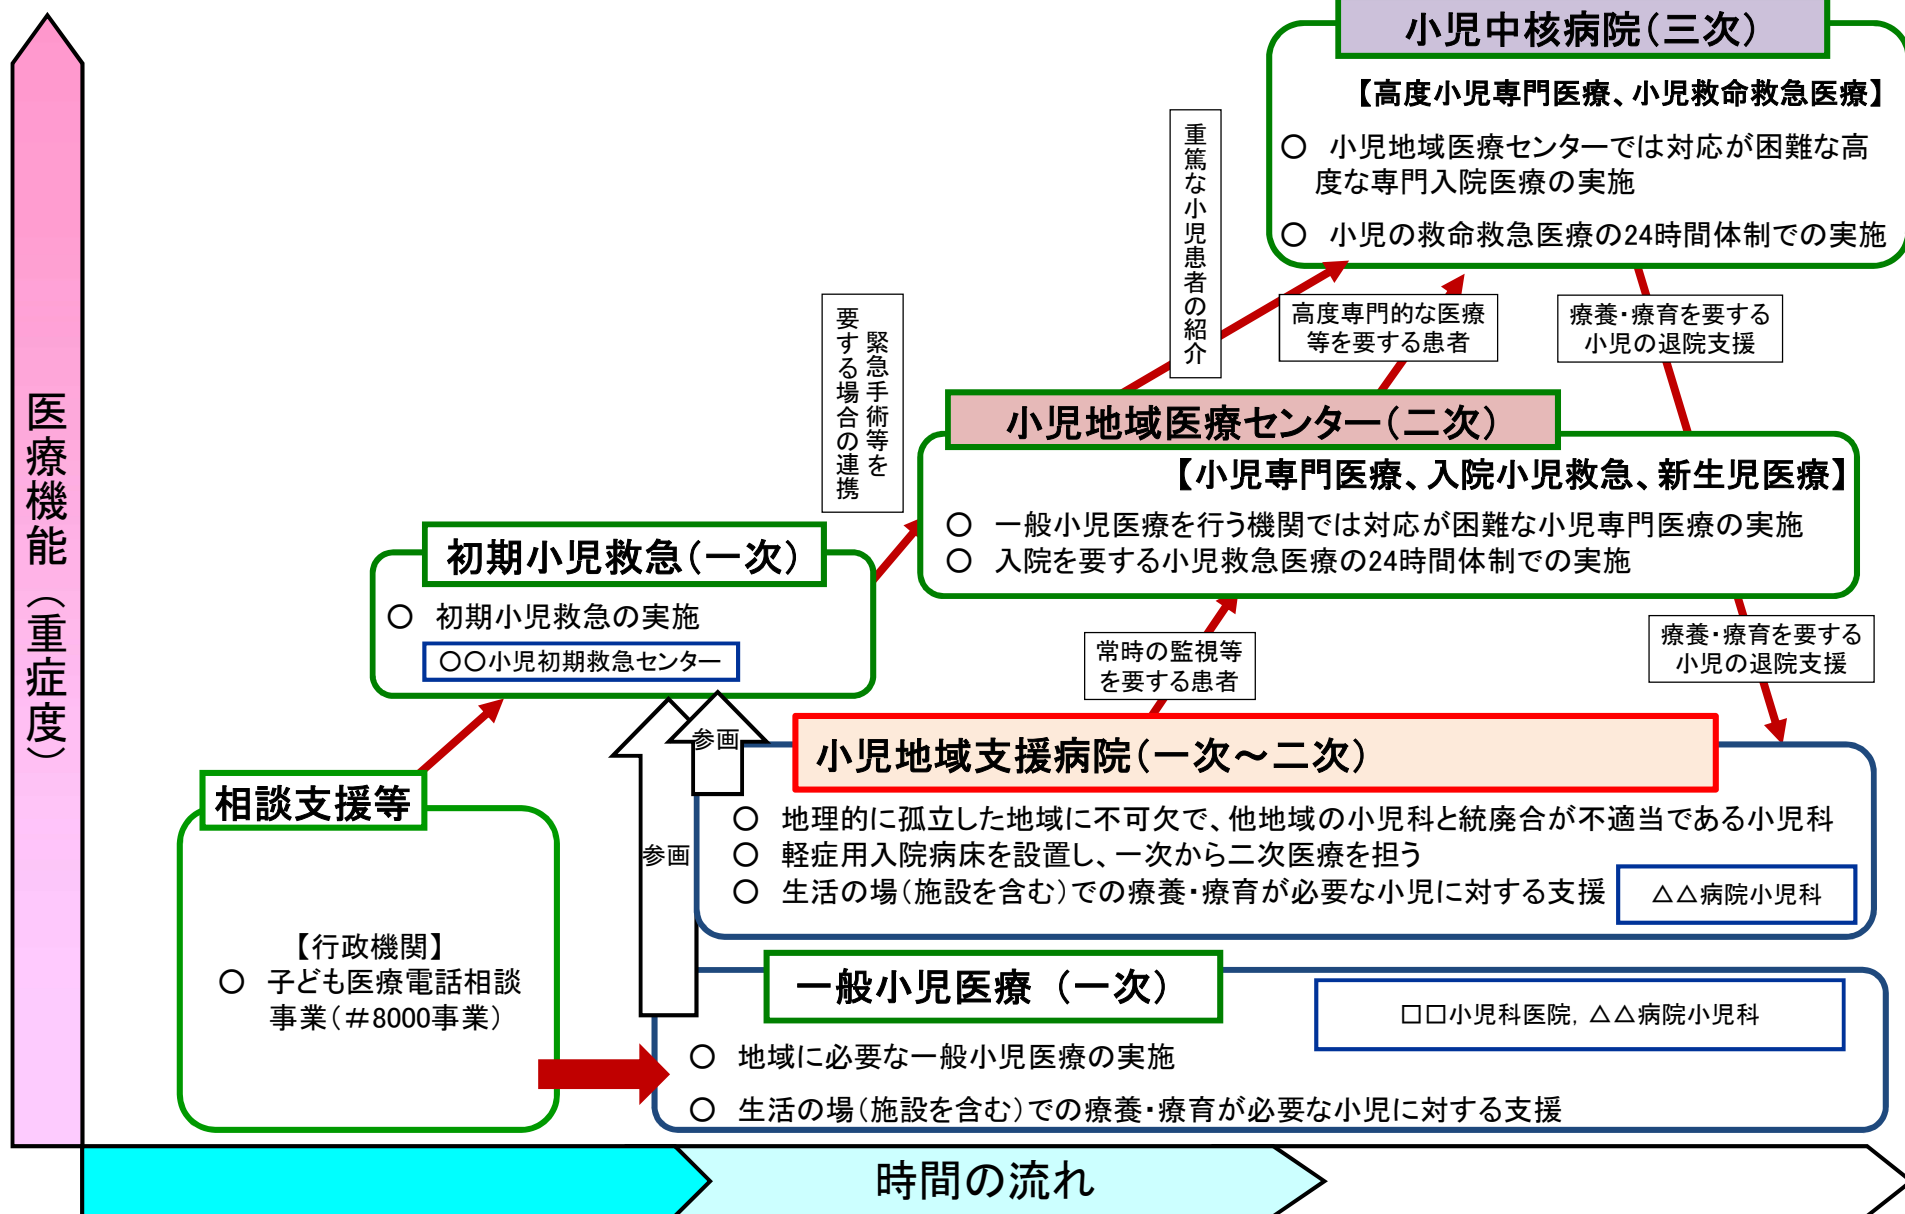 小児中核病院（三次）
【高度小児専門医療、小児救命救急医療】
○　小児地域医療センターでは対応が困難な高
度な専門入院医療の実施
○　小児の救命救急医療の24時間体制での実施
重篤な小児患者の紹介
高度専門的な医療
等を要する患者
療養・療育を要する
小児の退院支援
緊急手術等を
要する場合の連携
小児地域医療センター（二次）
【小児専門医療、入院小児救急、新生児医療】
○　一般小児医療を行う機関では対応が困難な小児専門医療の実施
○　入院を要する小児救急医療の24時間体制での実施
初期小児救急（一次）
○　初期小児救急の実施
○○小児初期救急センター
常時の監視等
を要する患者
療養・療育を要する
小児の退院支援
参画
小児地域支援病院（一次～二次）
○　地理的に孤立した地域に不可欠で、他地域の小児科と統廃合が不適当である小児科
○　軽症用入院病床を設置し、一次から二次医療を担う
○　生活の場（施設を含む）での療養・療育が必要な小児に対する支援
△△病院小児科
参画
相談支援等
【行政機関】
○　子ども医療電話相談
事業（＃8000事業）
一般小児医療　（一次）
□□小児科医院, △△病院小児科
○　地域に必要な一般小児医療の実施
○　生活の場（施設を含む）での療養・療育が必要な小児に対する支援
医療機能（重症度）
時間の流れ